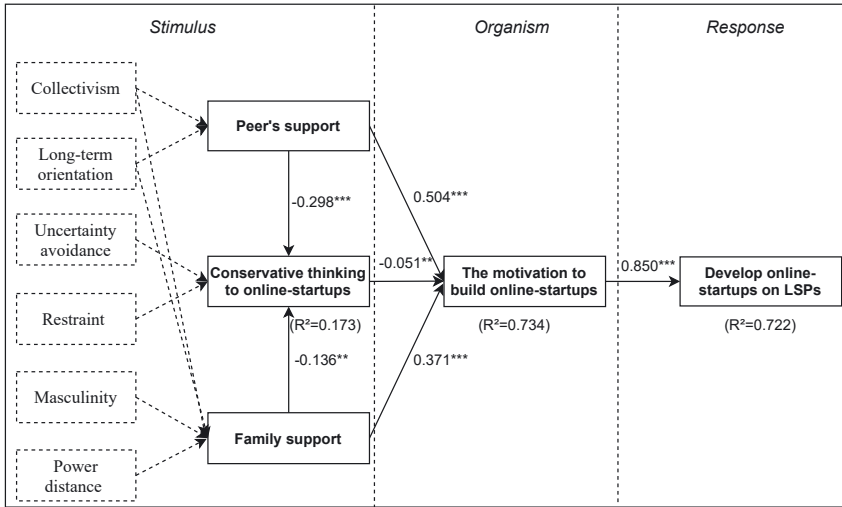 Stimulus
Organism
Response
Collectivism
Peer's support
Long-term
orientation
-0.298***
0.504***
Uncertainty
avoidance
Conservative thinking
to online-startups
-0.051**
The motivation to
build online-startups
0.850***
Develop online-
startups on LSPs
Restraint
(R²=0.173)
(R²=0.734)
(R²=0.722)
-0.136**
0.371***
Masculinity
Family support
Power
distance